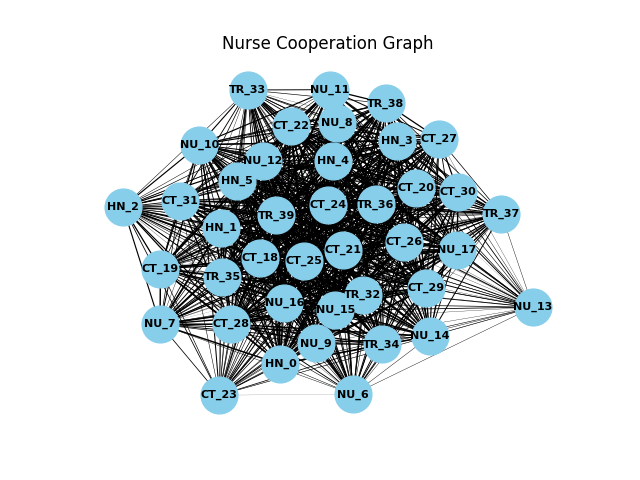 Nurse Cooperation Graph
TR_33
NU_11
TR_38
CT_22
NU_8
HN_3
CT_27
NU_10
NU_12
HN_4
HN_5
CT_20
CT_30
HN_2
CT_31
CT_24
TR_36
TR_37
TR_39
HN_1
CT_26
NU_17
CT_21
CT_18
CT_25
CT_19
TR_35
CT_29
TR_32
NU_16
NU_15
NU_13
NU_7
CT_28
NU_14
NU_9
TR_34
HN_0
CT_23
NU_6